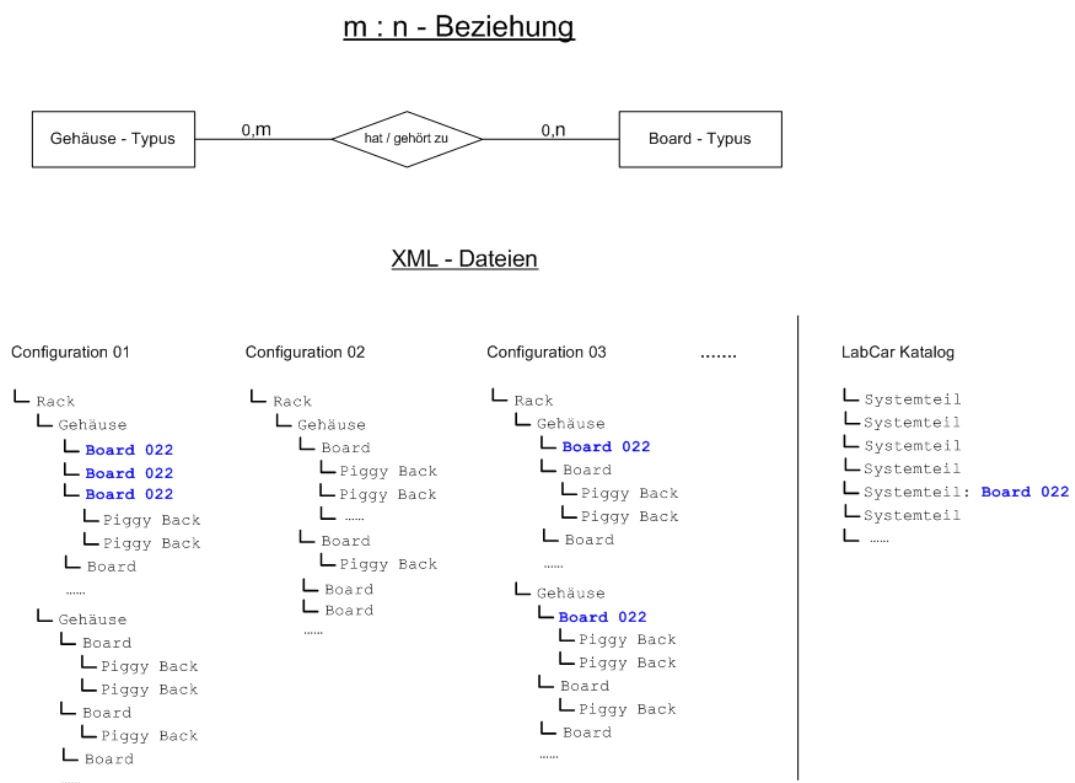 m : n - Beziehung
Gehäuse - Typus
0,m
hat / gehört zu
0,n
Board - Typus
XML - Dateien
Configuration 01
Rack
Gehäuse
Board 022
Board 022
Board 022
Piggy Back
Piggy Back
Board
......
Gehäuse
Board
Piggy Back
Piggy Back
Board
Piggy Back
Board
......
Configuration 02
Rack
Gehäuse
Board
Piggy Back
Piggy Back
......
Board
Piggy Back
Board
Board
......
Configuration 03
Rack
Gehäuse
Board 022
Board
Piggy Back
Piggy Back
Board
......
Gehäuse
Board 022
Piggy Back
Piggy Back
Board
Piggy Back
Board
......
.......
LabCar Katalog
Systemteil
Systemteil
Systemteil
Systemteil
Systemteil: Board 022
Systemteil
......